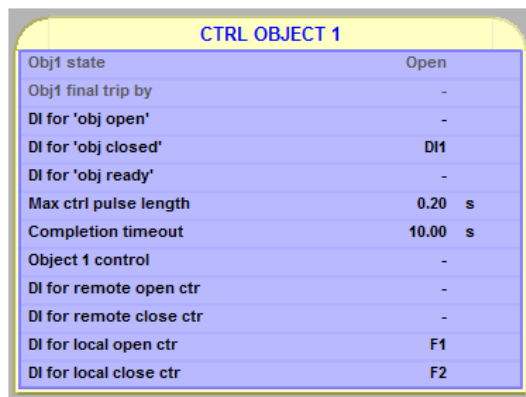 CTRL OBJECT 1
Obj1 state Open
Obj1 final trip by -
DI for 'obj open' -
DI for 'obj closed' DI1
DI for 'obj ready' -
Max ctrl pulse length 0.20 s
Completion timeout 10.00 s
Object 1 control -
DI for remote open ctr -
DI for remote close ctr -
DI for local open ctr F1
DI for local close ctr F2